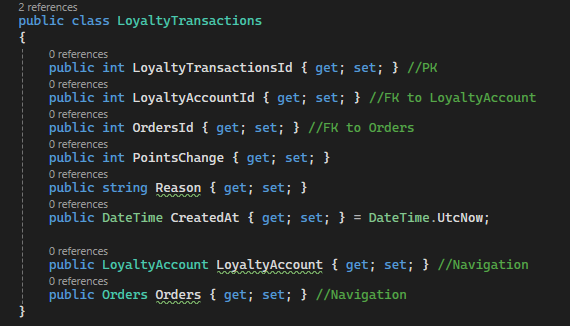 2 references
public class LoyaltyTransactions
{
0 references
public int LoyaltyTransactionsId { get; set; } //PK
0 references
public int LoyaltyAccountId { get; set; } //FK to LoyaltyAccount
0 references
public int OrdersId { get; set; } //FK to Orders
0 references
public int PointsChange { get; set; }
0 references
public string Reason { get; set; }
0 references
public DateTime CreatedAt { get; set; } = DateTime.UtcNow;
0 references
public LoyaltyAccount LoyaltyAccount { get; set; } //Navigation
0 references
public Orders Orders { get; set; } //Navigation
}